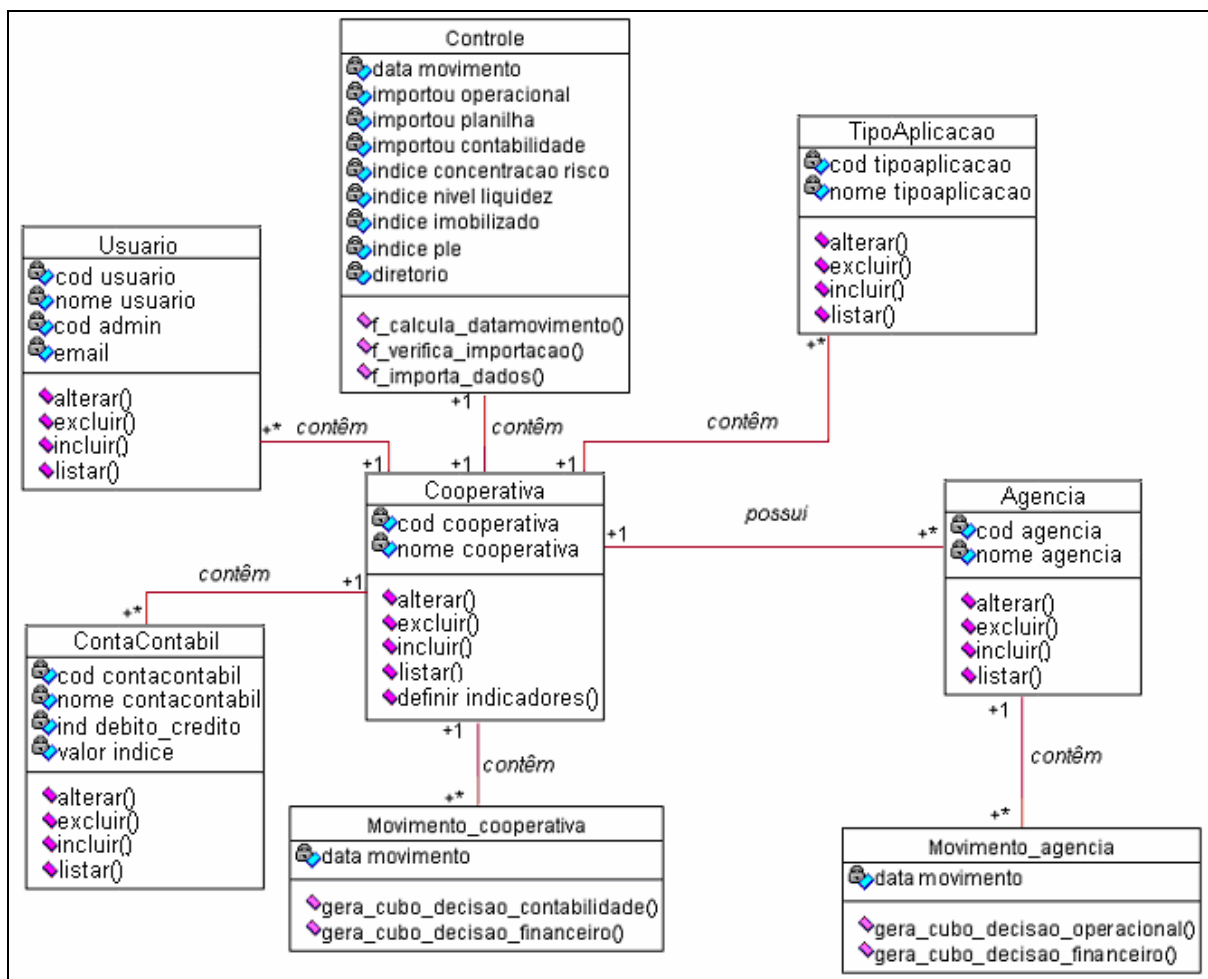 Controle
data movimento
importou operacional
importou planilha
importou contabilidade
indice concentracao risco
indice nivel liquidez
indice imobilizado
indice ple
diretorio
f_calcula_datamovimento()
f_verifica_importacao()
f_importa_dados()
+1
contêm
+1
TipoAplicacao
cod tipoaplicacao
nome tipoaplicacao
alterar()
excluir()
incluir()
listar()
+*
contêm
+1
Usuario
cod usuario
nome usuario
cod admin
email
alterar()
excluir()
incluir()
listar()
+*
contêm
+1
Cooperativa
cod cooperativa
nome cooperativa
alterar()
excluir()
incluir()
listar()
definir indicadores()
+1
possui
+*
Agencia
cod agencia
nome agencia
alterar()
excluir()
incluir()
listar()
+1
contêm
+*
contêm
+1
+*
ContaContabil
cod contacontabil
nome contacontabil
ind debito_credito
valor indice
alterar()
excluir()
incluir()
listar()
+1
contêm
+*
Movimento_cooperativa
data movimento
gera_cubo_decisao_contabilidade()
gera_cubo_decisao_financeiro()
Movimento_agencia
data movimento
gera_cubo_decisao_operacional()
gera_cubo_decisao_financeiro()